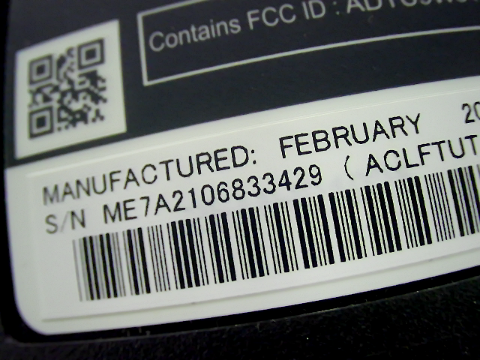 Contains FCC ID :
MANUFACTURED: FEBRUARY
S/N ME7A2106833429 (ACLFTUT